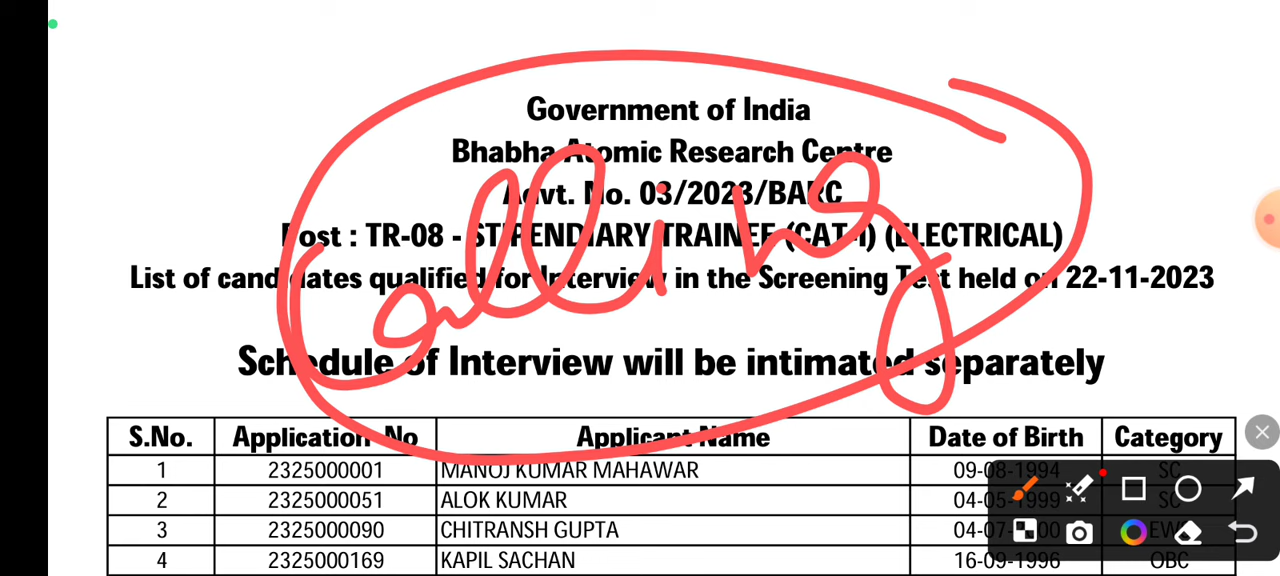 Government of India
Bhabha Atomic Research Centre
Advt. No. 03/2023/BARC
Post : TR-08 - STIPENDIARY TRAINEE (CAT-I) (ELECTRICAL)
List of candidates qualified for Interview in the Screening Test held on 22-11-2023
Calling
Schedule of Interview will be intimated separately
S.No. Application No Applicant Name Date of Birth Category
1 2325000001 MANOJ KUMAR MAHAWAR 09-08-1994 SC
2 2325000051 ALOK KUMAR 04-05-1999 SC
3 2325000090 CHITRANSH GUPTA
4 2325000169 KAPIL SACHAN 16-09-1996 OBC